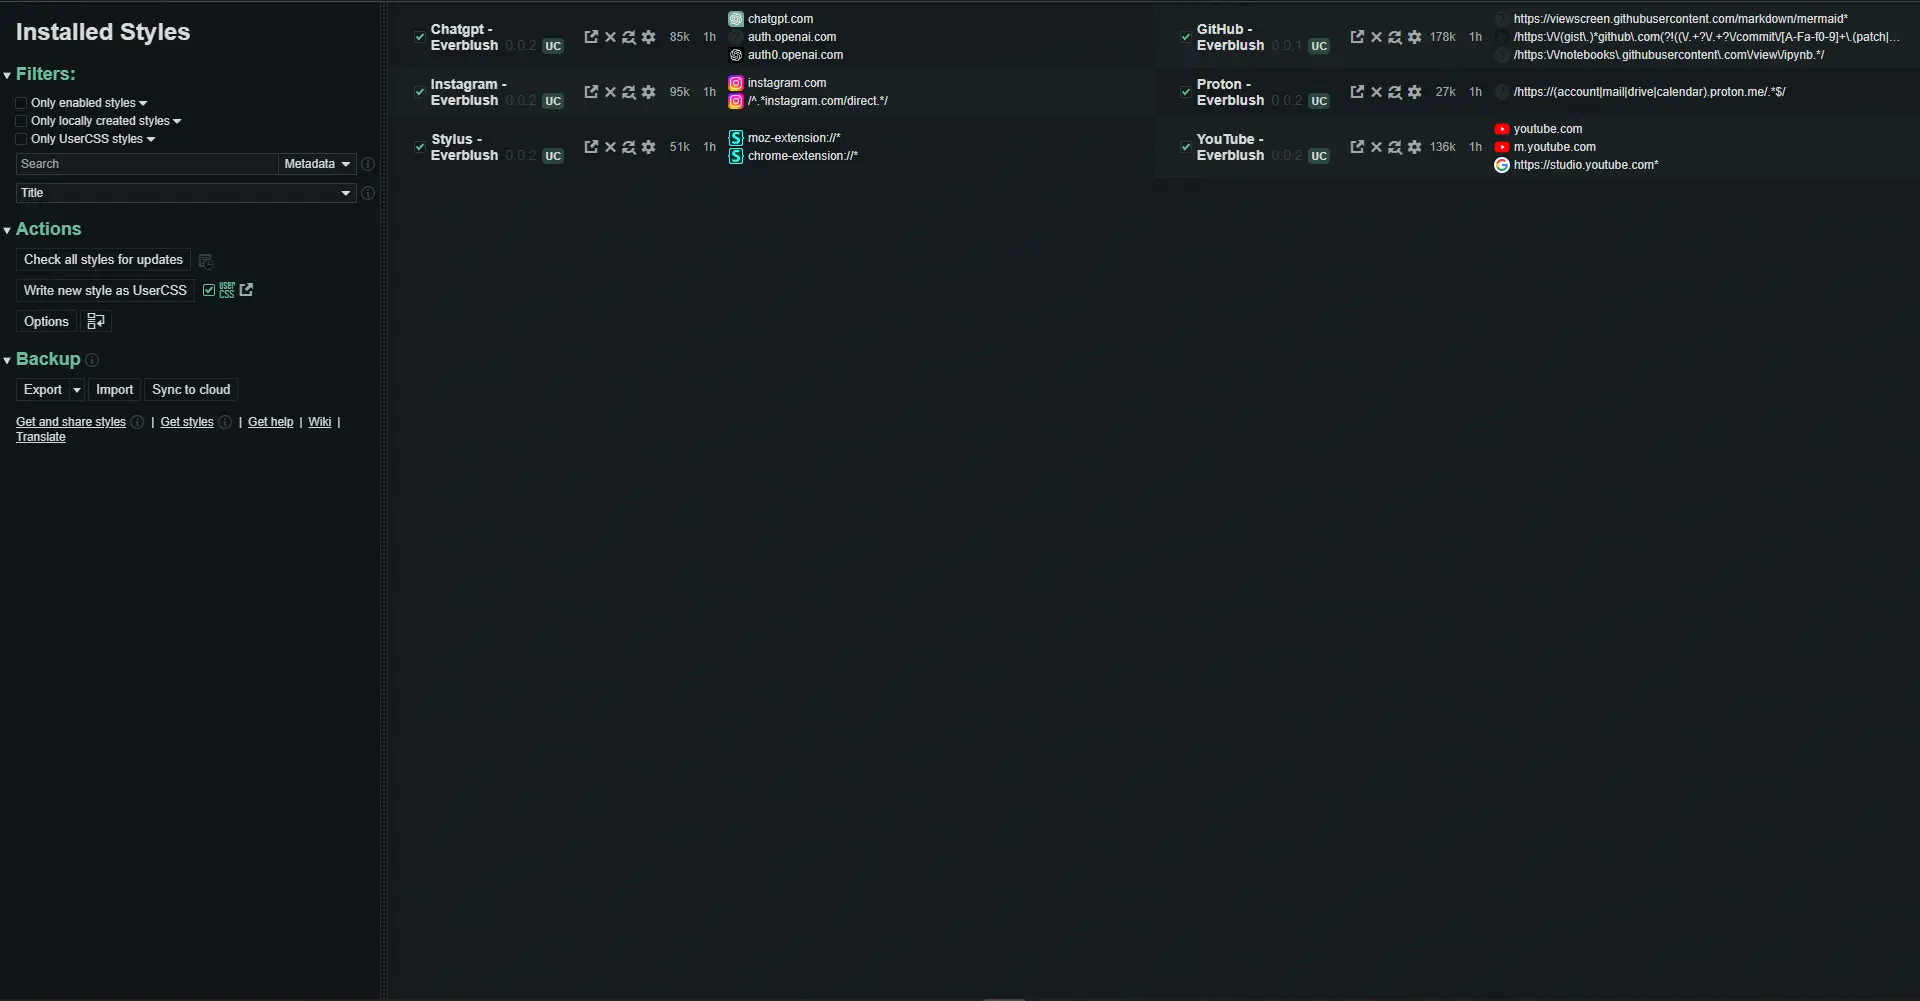 Installed Styles
Filters:
Only enabled styles
Only locally created styles
Only UserCSS styles
Search
Metadata
Title
Actions
Check all styles for updates
Write new style as UserCSS
USER
CSS
Options
Backup
Export
Import
Sync to cloud
Get and share styles | Get styles | Get help | Wiki |
Translate
Chatgpt -
Everblush 0.0.2 UC
85k
1h
chatgpt.com
auth.openai.com
auth0.openai.com
GitHub -
Everblush 0.0.1 UC
178k
1h
https://viewscreen.githubusercontent.com/markdown/mermaid*
/https:\/\/(gist\.)*github\.com(?!((\/.+?\/.+?\/commit\/[A-Fa-f0-9]+\.(patch|...
/https:\/\/notebooks\.githubusercontent\.com\/view\/ipynb.*/
Instagram -
Everblush 0.0.2 UC
95k
1h
instagram.com
/^.*instagram.com/direct.*/
Proton -
Everblush 0.0.2 UC
27k
1h
/https://(account|mail|drive|calendar).proton.me/.*$/
Stylus -
Everblush 0.0.2 UC
51k
1h
moz-extension://*
chrome-extension://*
YouTube -
Everblush 0.0.2 UC
136k
1h
youtube.com
m.youtube.com
https://studio.youtube.com*